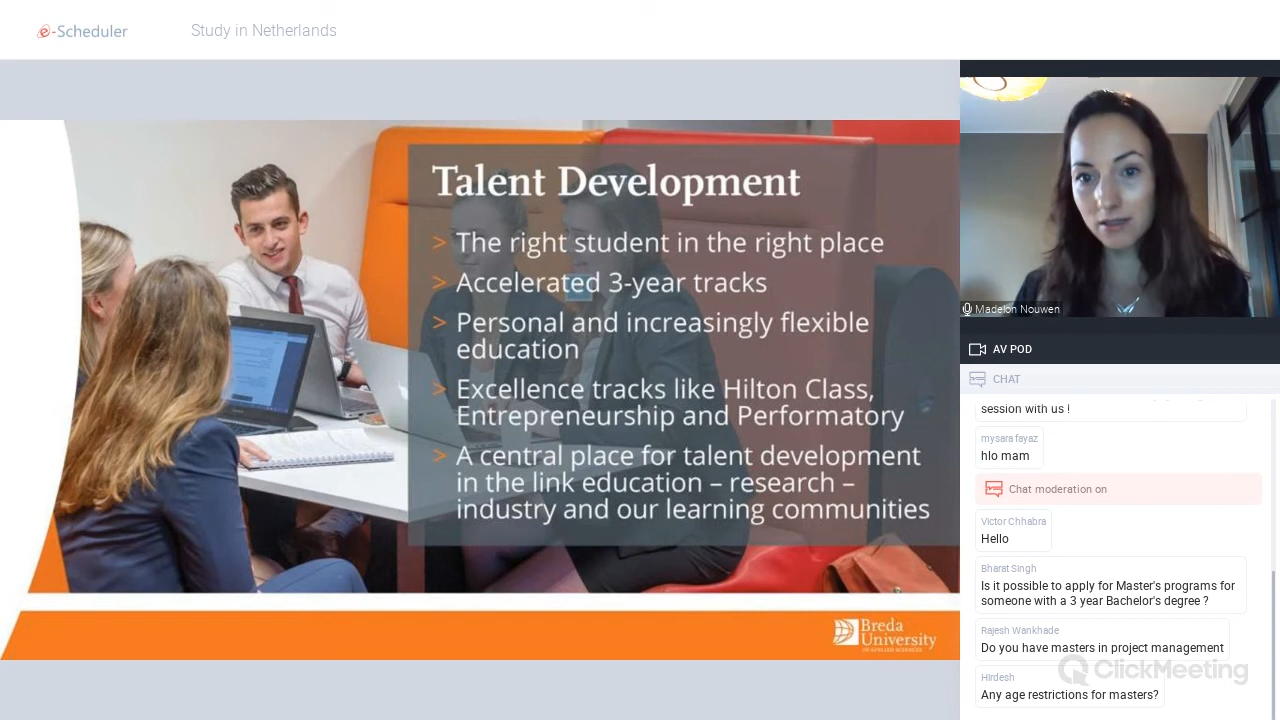 e-Scheduler
Study in Netherlands
Talent Development
> The right student in the right place
> Accelerated 3-year tracks
> Personal and increasingly flexible
education
> Excellence tracks like Hilton Class,
Entrepreneurship and Performatory
> A central place for talent development
in the link education – research –
industry and our learning communities
Breda
University
OF APPLIED SCIENCES
Madelon Nouwen
AV POD
CHAT
session with us !
mysara fayaz
hlo mam
Chat moderation on
Victor Chhabra
Hello
Bharat Singh
Is it possible to apply for Master's programs for
someone with a 3 year Bachelor's degree ?
Rajesh Wankhade
Do you have masters in project management
ClickMeeting
Hirdesh
Any age restrictions for masters?